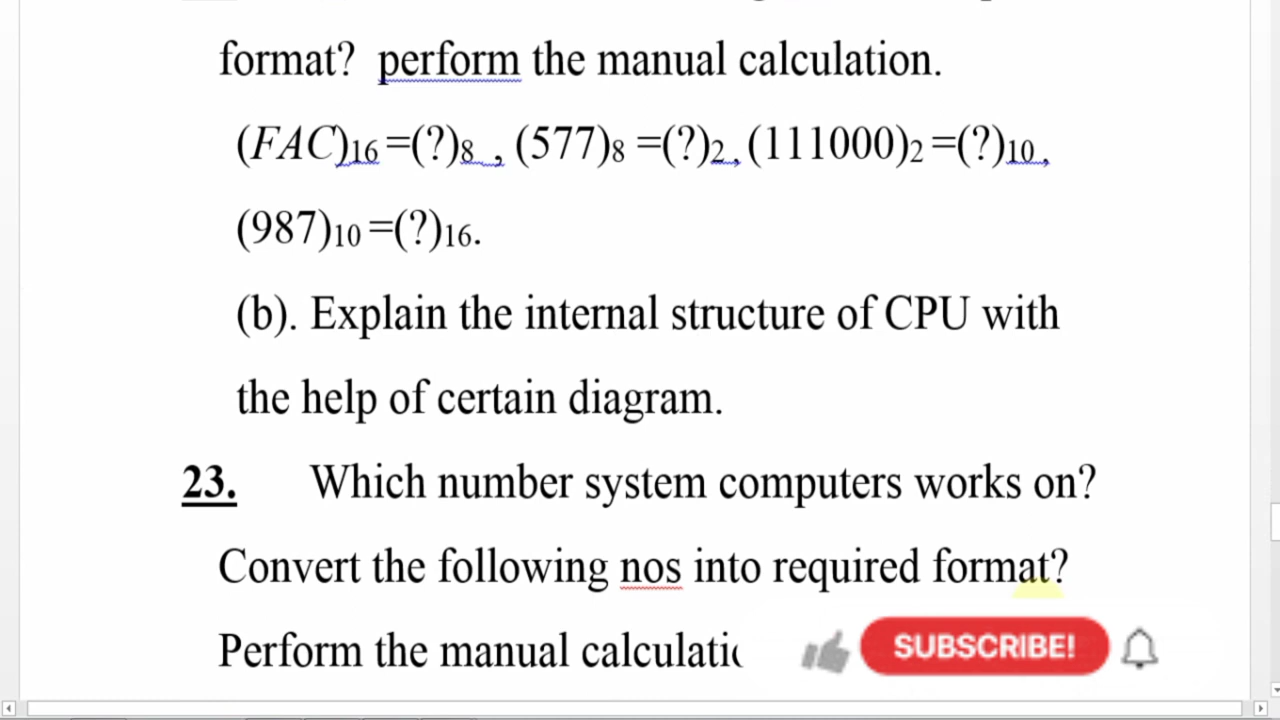 format? perform the manual calculation.
(FAC)16 =(?)8 , (577)8 =(?)2, (111000)2 =(?)10,
(987)10 =(?)16.
(b). Explain the internal structure of CPU with
the help of certain diagram.
23. Which number system computers works on?
Convert the following nos into required format?
Perform the manual
SUBSCRIBE!